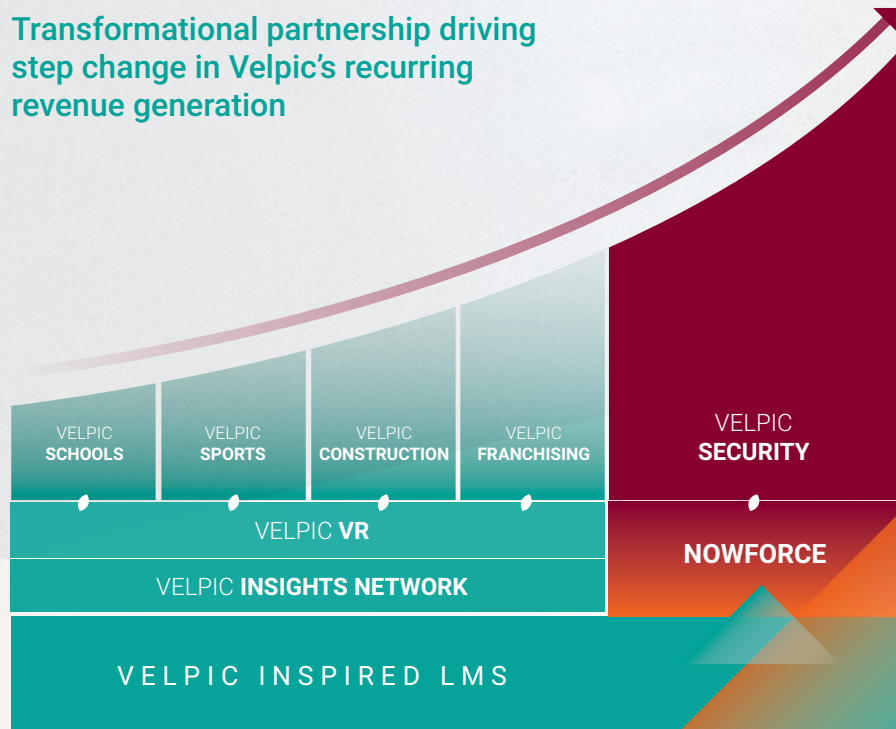 Transformational partnership driving
step change in Velpic’s recurring
revenue generation
VELPIC
SCHOOLS
VELPIC
SPORTS
VELPIC
CONSTRUCTION
VELPIC
FRANCHISING
VELPIC
SECURITY
VELPIC VR
NOWFORCE
VELPIC INSIGHTS NETWORK
VELPIC INSPIRED LMS